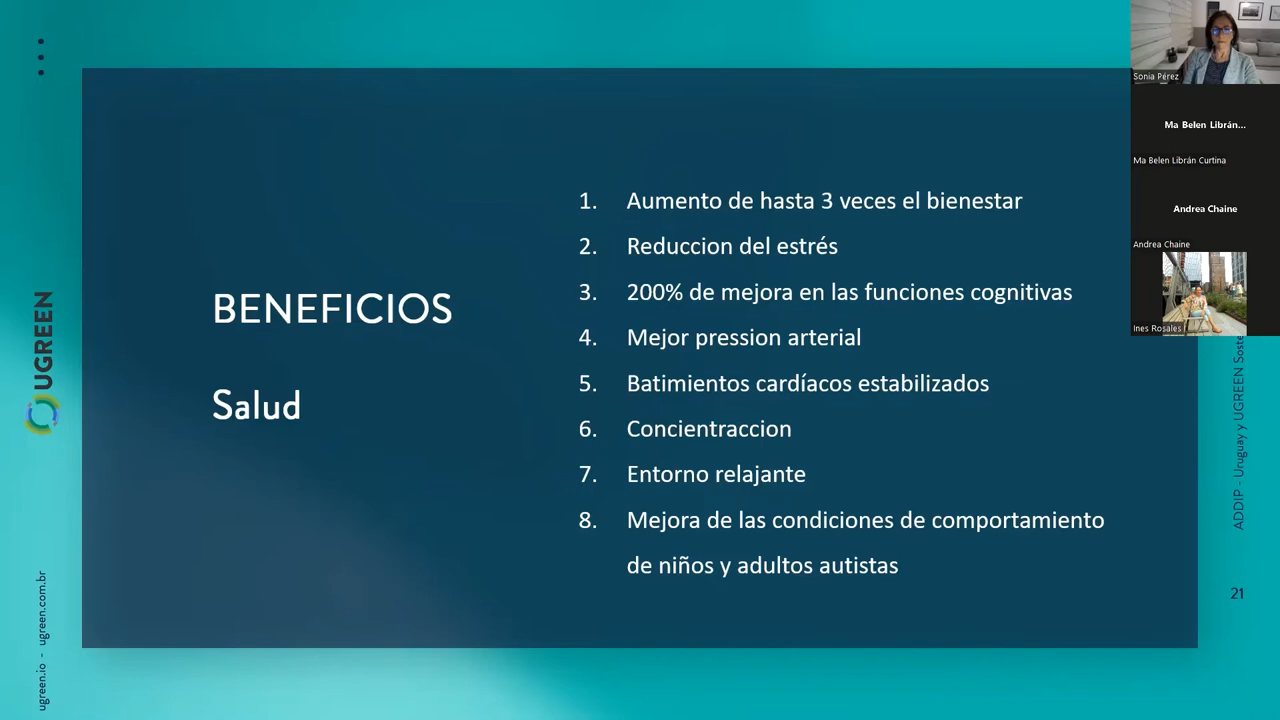 BENEFICIOS
Salud
1. Aumento de hasta 3 veces el bienestar
2. Reduccion del estrés
3. 200% de mejora en las funciones cognitivas
4. Mejor pression arterial
5. Batimientos cardíacos estabilizados
6. Concientraccion
7. Entorno relajante
8. Mejora de las condiciones de comportamiento
de niños y adultos autistas
UGREEN
ugreen.io - ugreen.com.br
Sonia Pérez
Ma Belen Librán...
Ma Belen Librán Curtina
Andrea Chaine
Andrea Chaine
Ines Rosales
ADDIP - Uruguay y UGREEN Soste
21